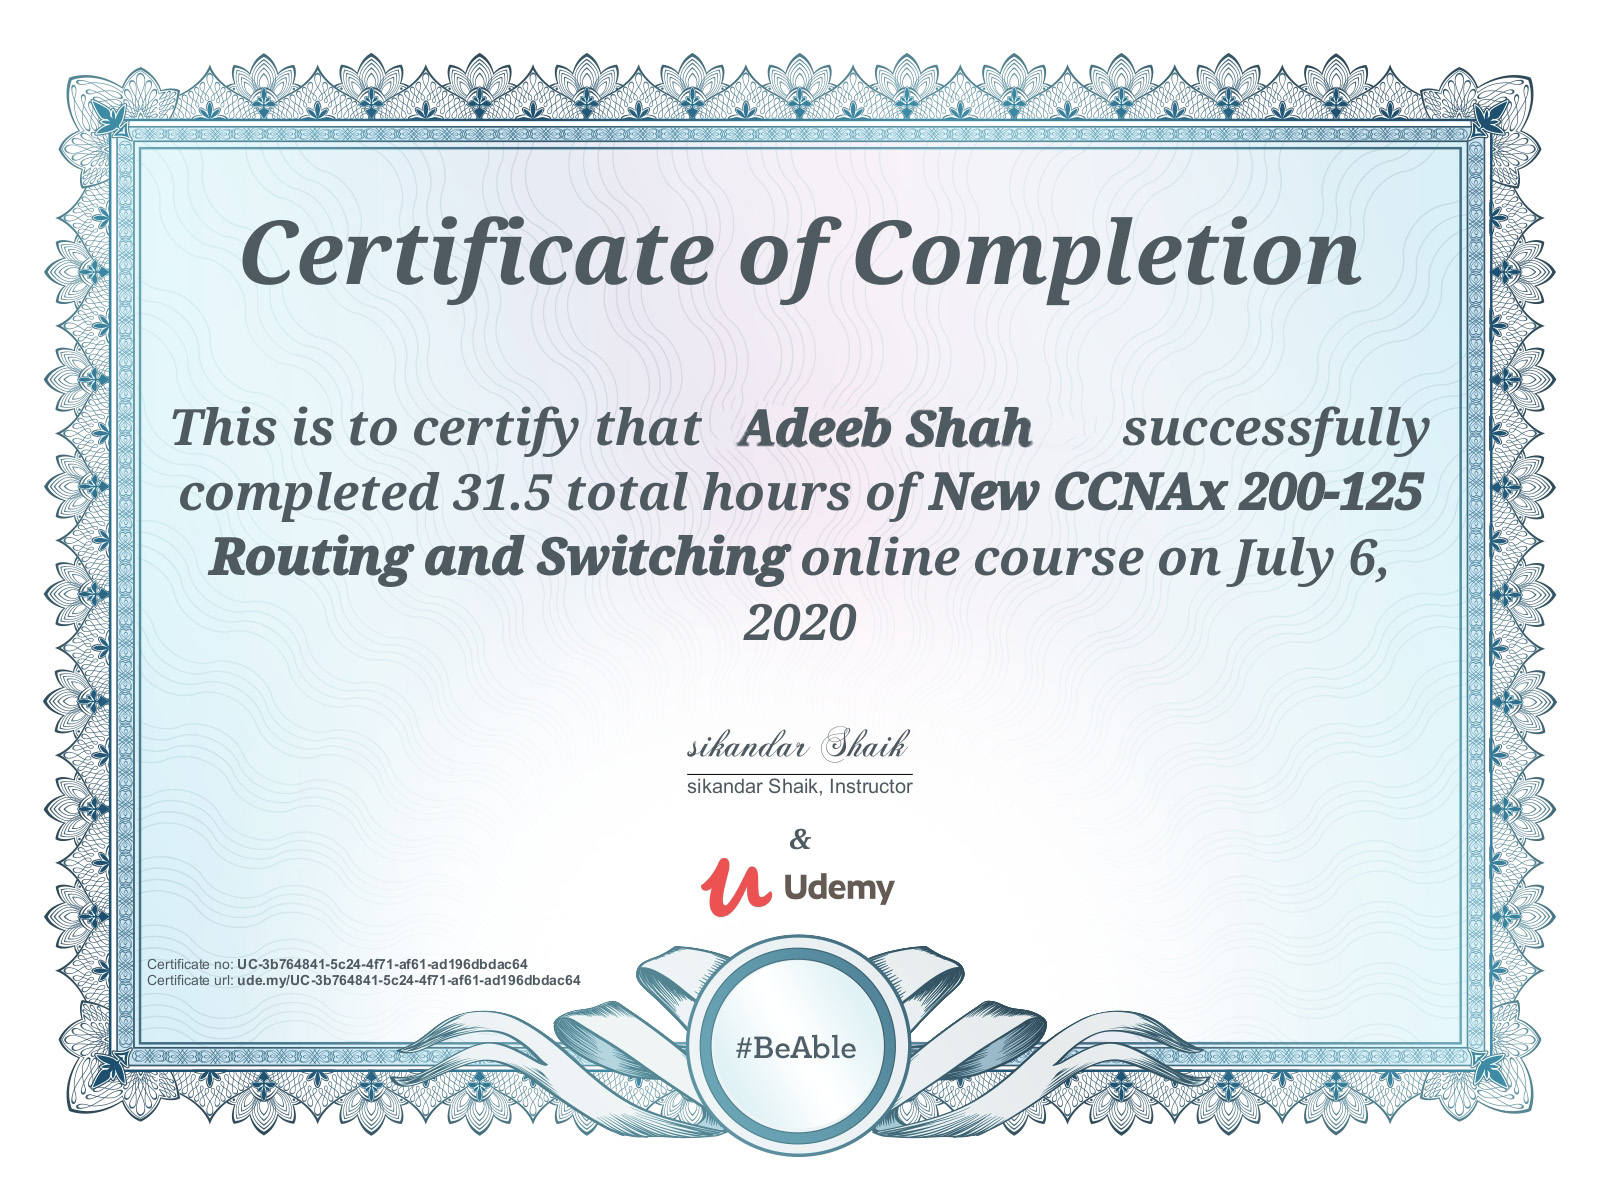 Certificate of Completion
This is to certify that Adeeb Shah successfully
completed 31.5 total hours of New CCNAx 200-125
Routing and Switching online course on July 6,
2020
sikandar Shaik
sikandar Shaik, Instructor
&
Udemy
Certificate no: UC-3b764841-5c24-4f71-af61-ad196dbdac64
Certificate url: ude.my/UC-3b764841-5c24-4f71-af61-ad196dbdac64
#BeAble